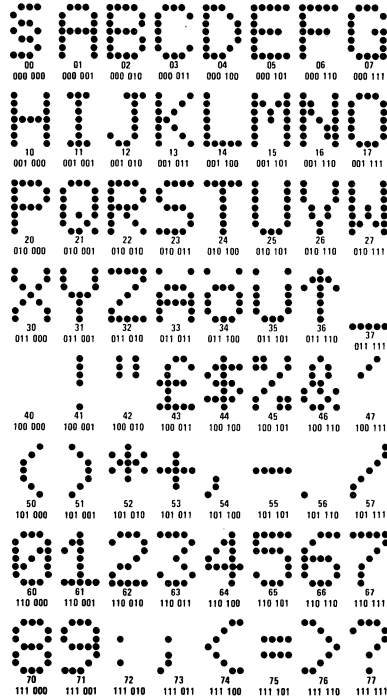 § A B C D E F G
00 01 02 03 04 05 06 07
000 000 000 001 000 010 000 011 000 100 000 101 000 110 000 111
H I J K L M N O
10 11 12 13 14 15 16 17
001 000 001 001 001 010 001 011 001 100 001 101 001 110 001 111
P Q R S T U V W
20 21 22 23 24 25 26 27
010 000 010 001 010 010 010 011 010 100 010 101 010 110 010 111
X Y Z Ä Ö Ü ↑ _
30 31 32 33 34 35 36 37
011 000 011 001 011 010 011 011 011 100 011 101 011 110 011 111
! " £ $ % & '
40 41 42 43 44 45 46 47
100 000 100 001 100 010 100 011 100 100 100 101 100 110 100 111
( ) * + , - . /
50 51 52 53 54 55 56 57
101 000 101 001 101 010 101 011 101 100 101 101 101 110 101 111
0 1 2 3 4 5 6 7
60 61 62 63 64 65 66 67
110 000 110 001 110 010 110 011 110 100 110 101 110 110 110 111
8 9 : ; < = > ?
70 71 72 73 74 75 76 77
111 000 111 001 111 010 111 011 111 100 111 101 111 110 111 111